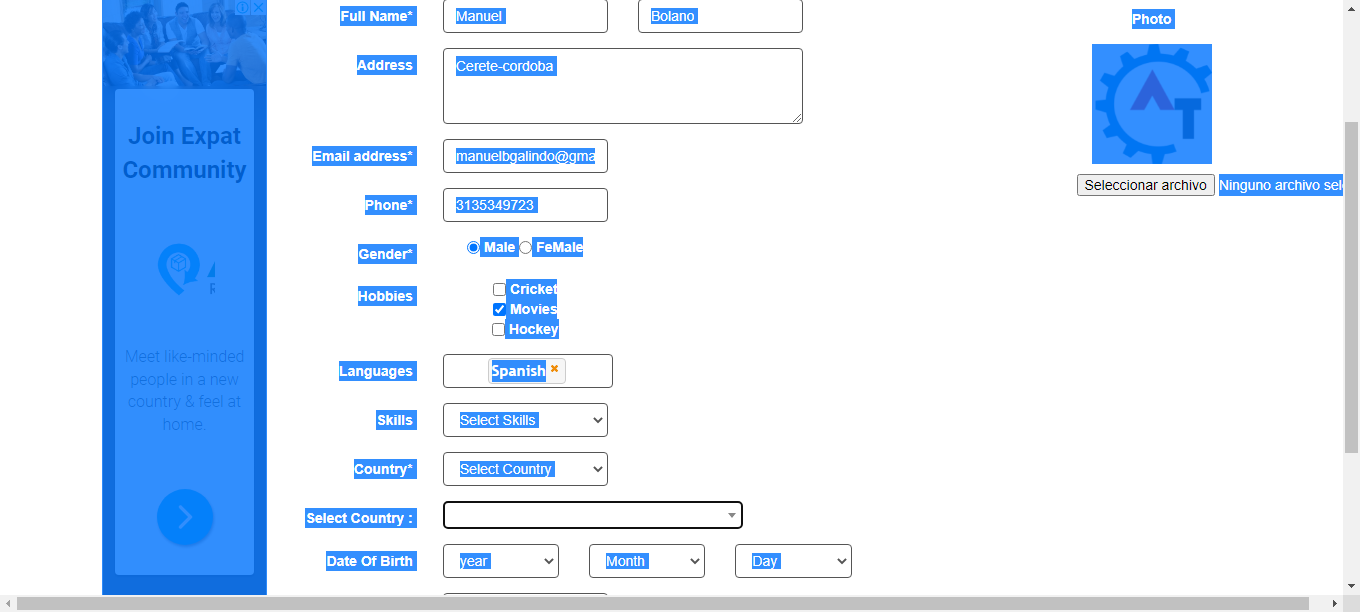 Full Name* Manuel Bolano
Photo
Address Cerete-cordoba
Join Expat
Community
Email address* manuelbgalindo@gma
Seleccionar archivo Ninguno archivo sel
Phone* 3135349723
Gender* Male FeMale
Hobbies Cricket
Movies
Hockey
Meet like-minded
people in a new
country & feel at
home.
Languages Spanish
Skills Select Skills
Country* Select Country
Select Country :
Date Of Birth year Month Day